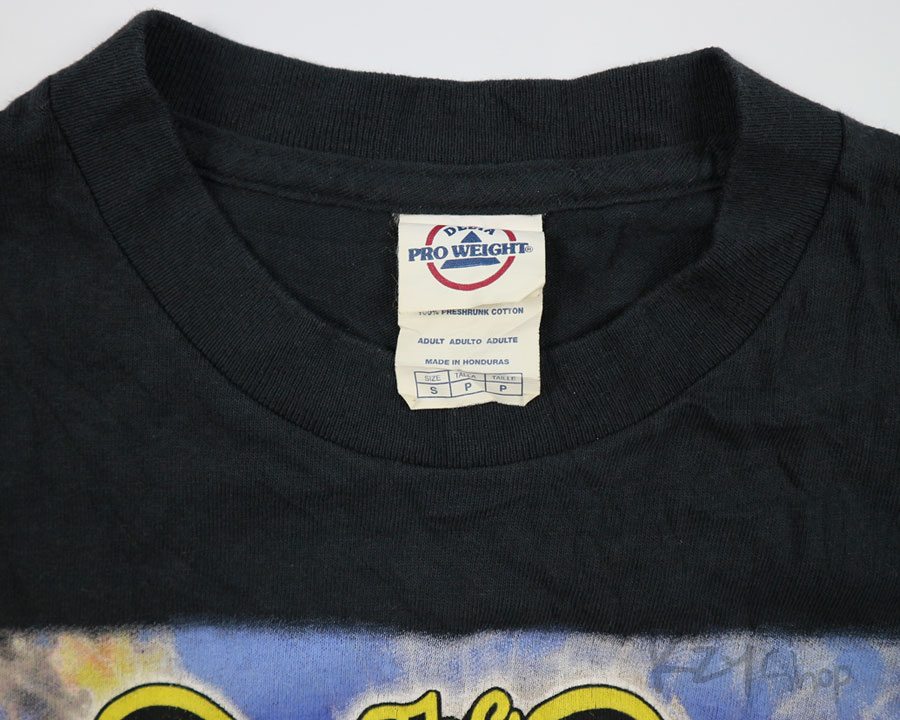 DELTA
PRO WEIGHT®
100% PRESHRUNK COTTON
ADULT ADULTO ADULTE
MADE IN HONDURAS
SIZE TALLA TAILLE
S P P